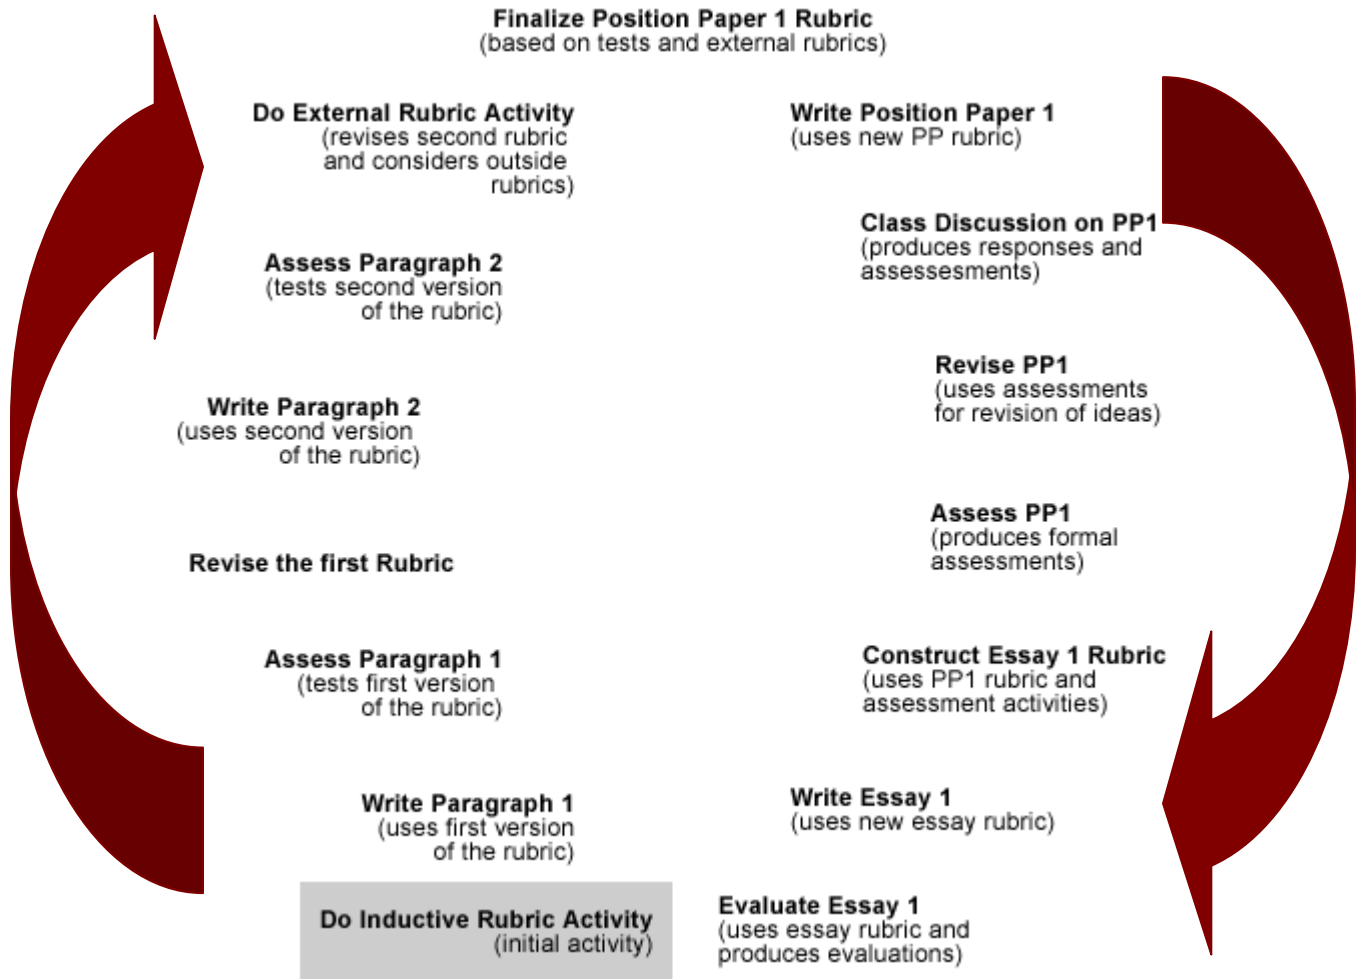 Finalize Position Paper 1 Rubric
(based on tests and external rubrics)
Do External Rubric Activity
(revises second rubric
and considers outside
rubrics)
Write Position Paper 1
(uses new PP rubric)
Class Discussion on PP1
(produces responses and
assessesments)
Assess Paragraph 2
(tests second version
of the rubric)
Revise PP1
(uses assessments
for revision of ideas)
Write Paragraph 2
(uses second version
of the rubric)
Assess PP1
(produces formal
assessments)
Revise the first Rubric
Construct Essay 1 Rubric
(uses PP1 rubric and
assessment activities)
Assess Paragraph 1
(tests first version
of the rubric)
Write Essay 1
(uses new essay rubric)
Write Paragraph 1
(uses first version
of the rubric)
Evaluate Essay 1
(uses essay rubric and
produces evaluations)
Do Inductive Rubric Activity
(initial activity)